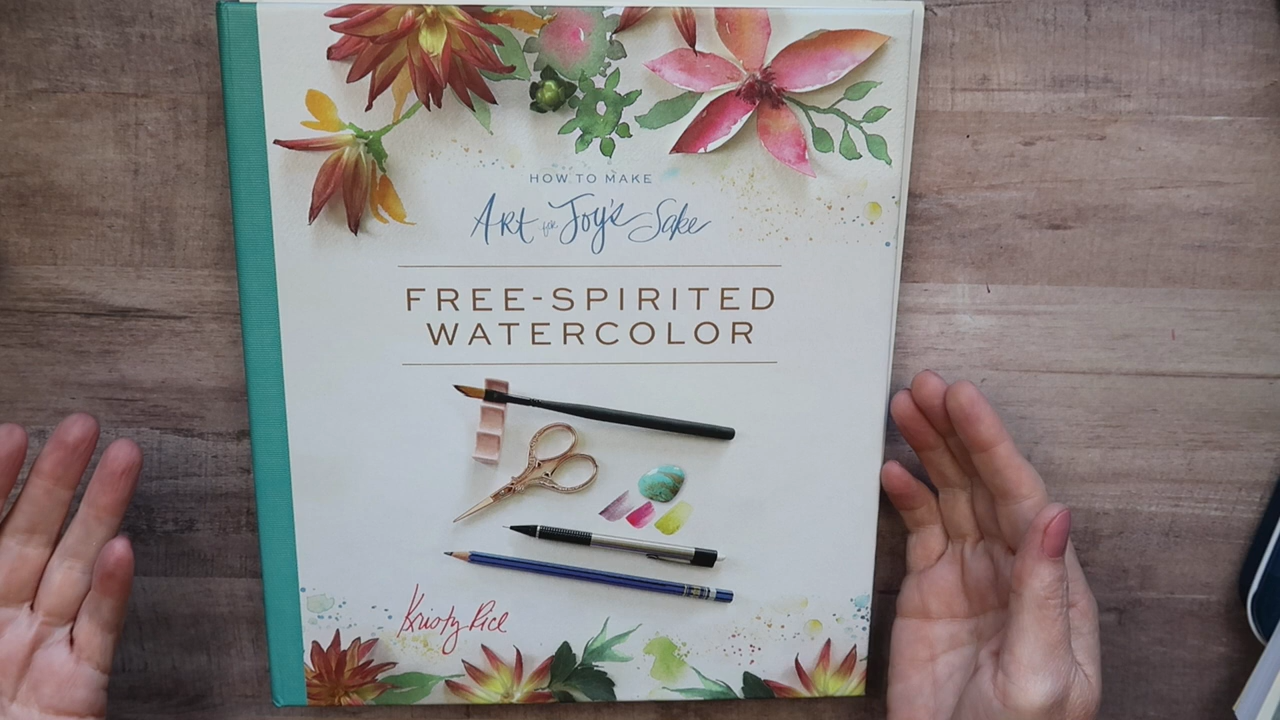 HOW TO MAKE
ART for Joy's Sake
FREE-SPIRITED
WATERCOLOR
Kristy Rice